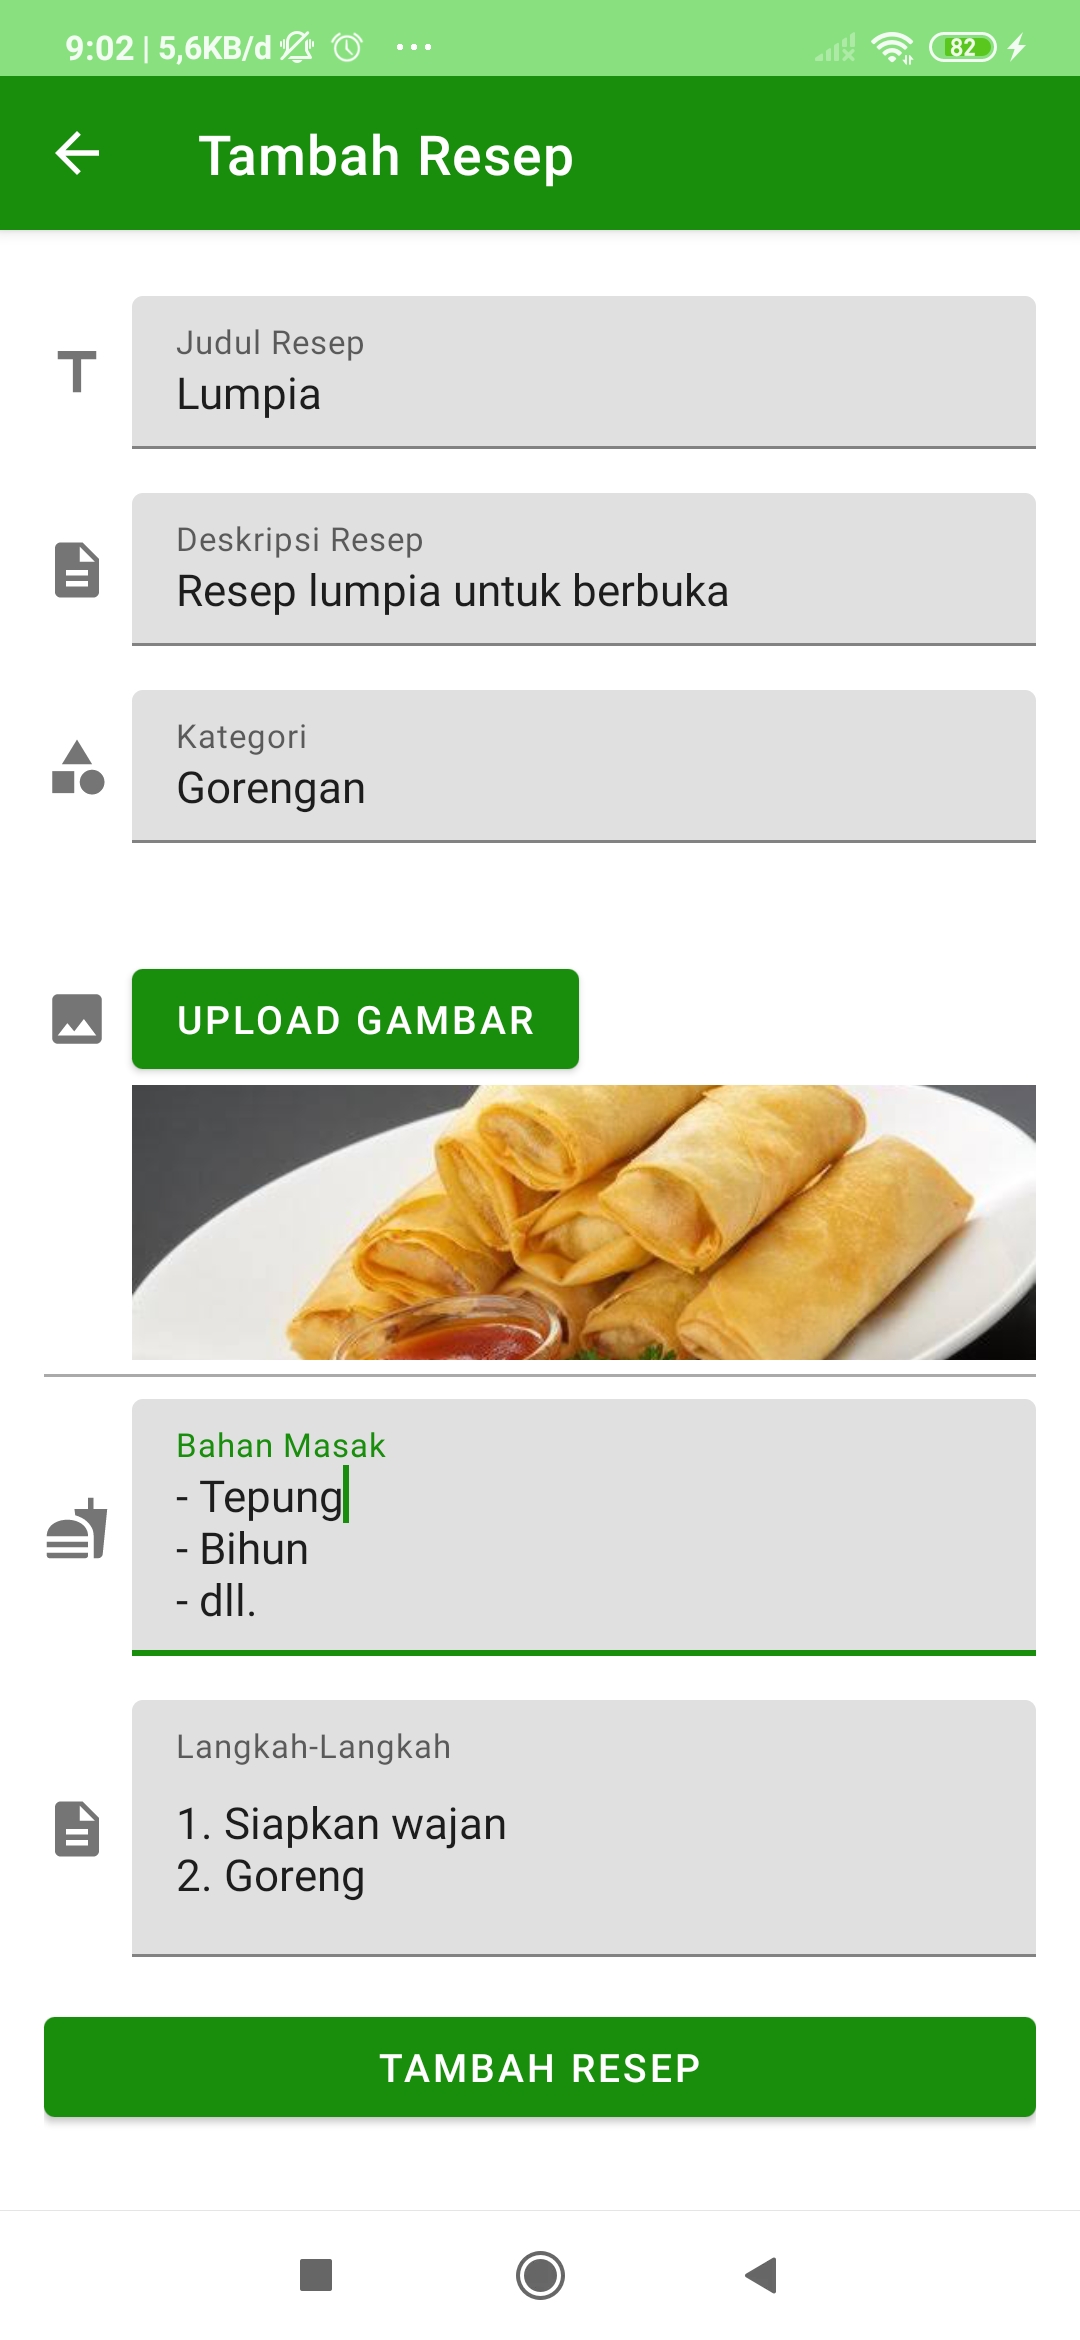 9:02 | 5,6KB/d
82
Tambah Resep
Judul Resep
Lumpia
Deskripsi Resep
Resep lumpia untuk berbuka
Kategori
Gorengan
UPLOAD GAMBAR
Bahan Masak
- Tepung
- Bihun
- dll.
Langkah-Langkah
1. Siapkan wajan
2. Goreng
TAMBAH RESEP